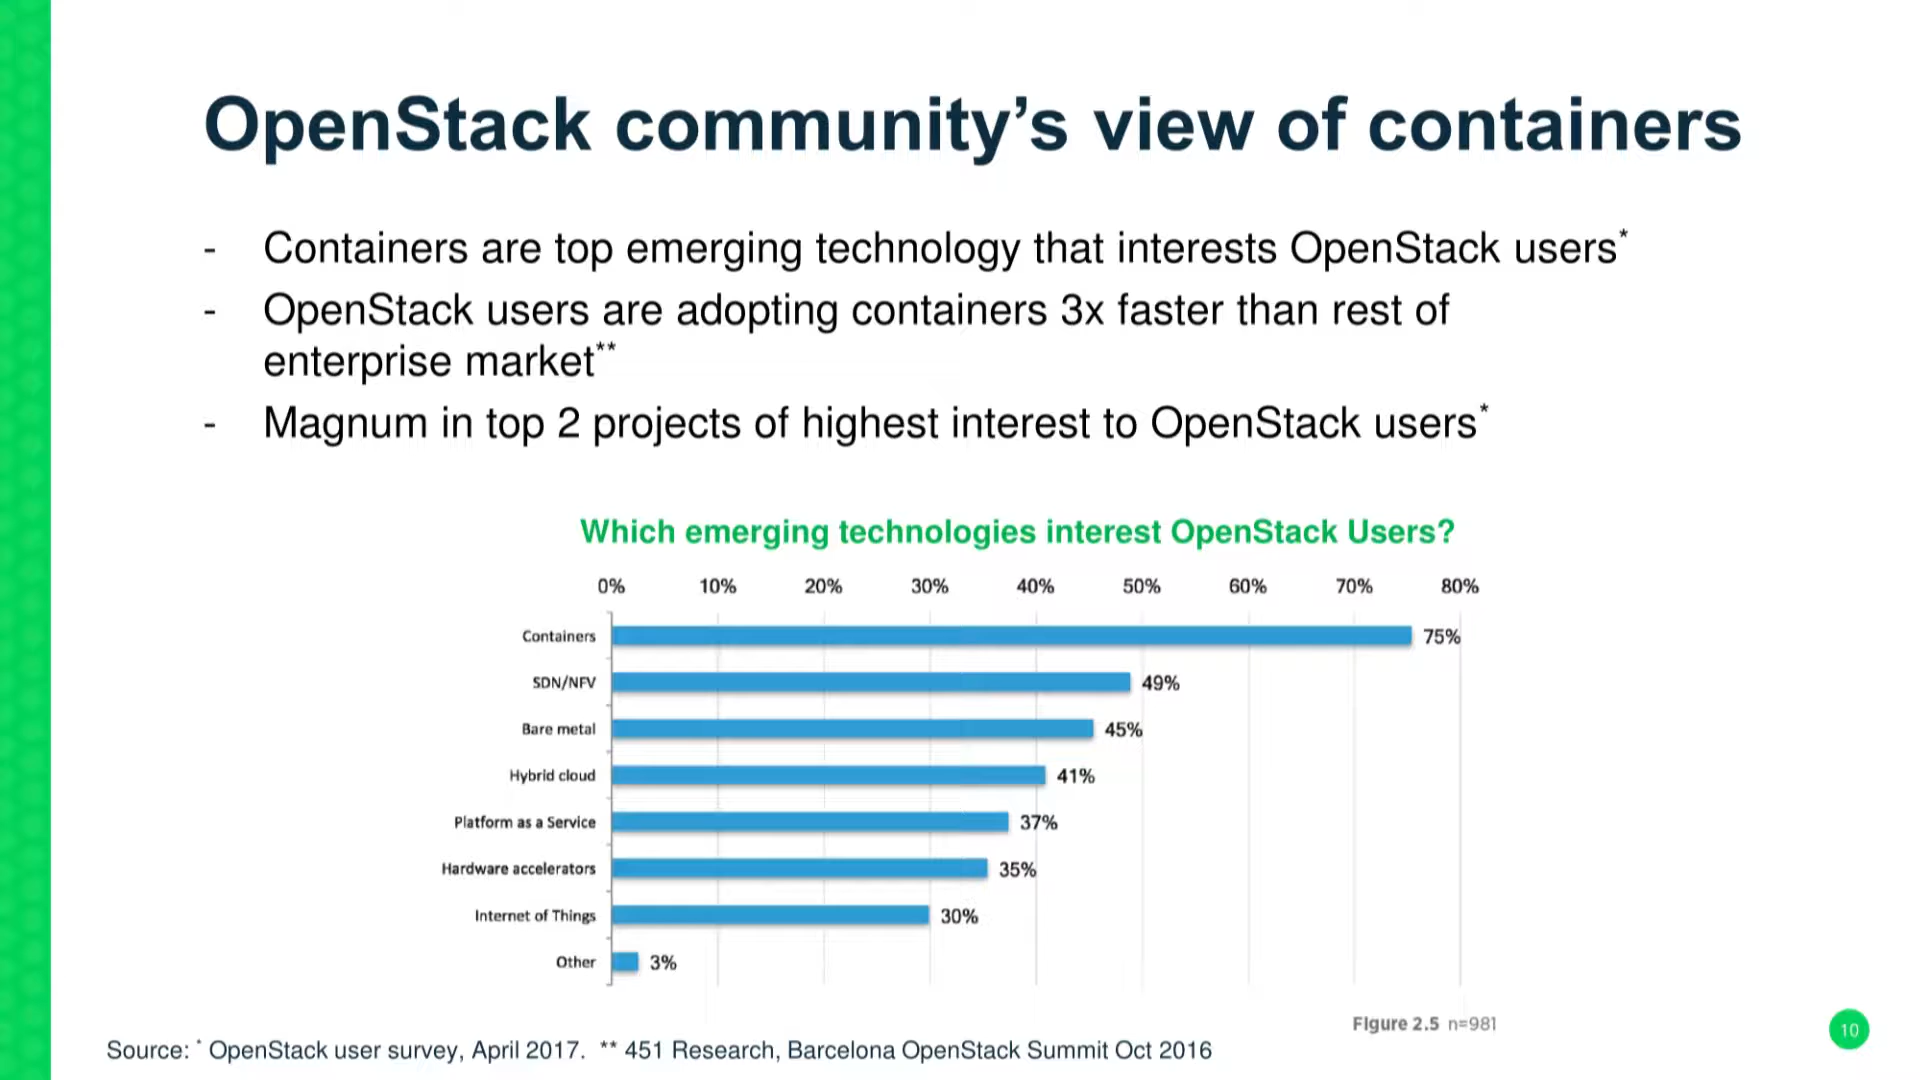 OpenStack community’s view of containers
- Containers are top emerging technology that interests OpenStack users*
- OpenStack users are adopting containers 3x faster than rest of
enterprise market**
- Magnum in top 2 projects of highest interest to OpenStack users*
Which emerging technologies interest OpenStack Users?
0% 10% 20% 30% 40% 50% 60% 70% 80%
Containers 75%
SDN/NFV 49%
Bare metal 45%
Hybrid cloud 41%
Platform as a Service 37%
Hardware accelerators 35%
Internet of Things 30%
Other 3%
Figure 2.5 n=981
Source: * OpenStack user survey, April 2017. ** 451 Research, Barcelona OpenStack Summit Oct 2016
10